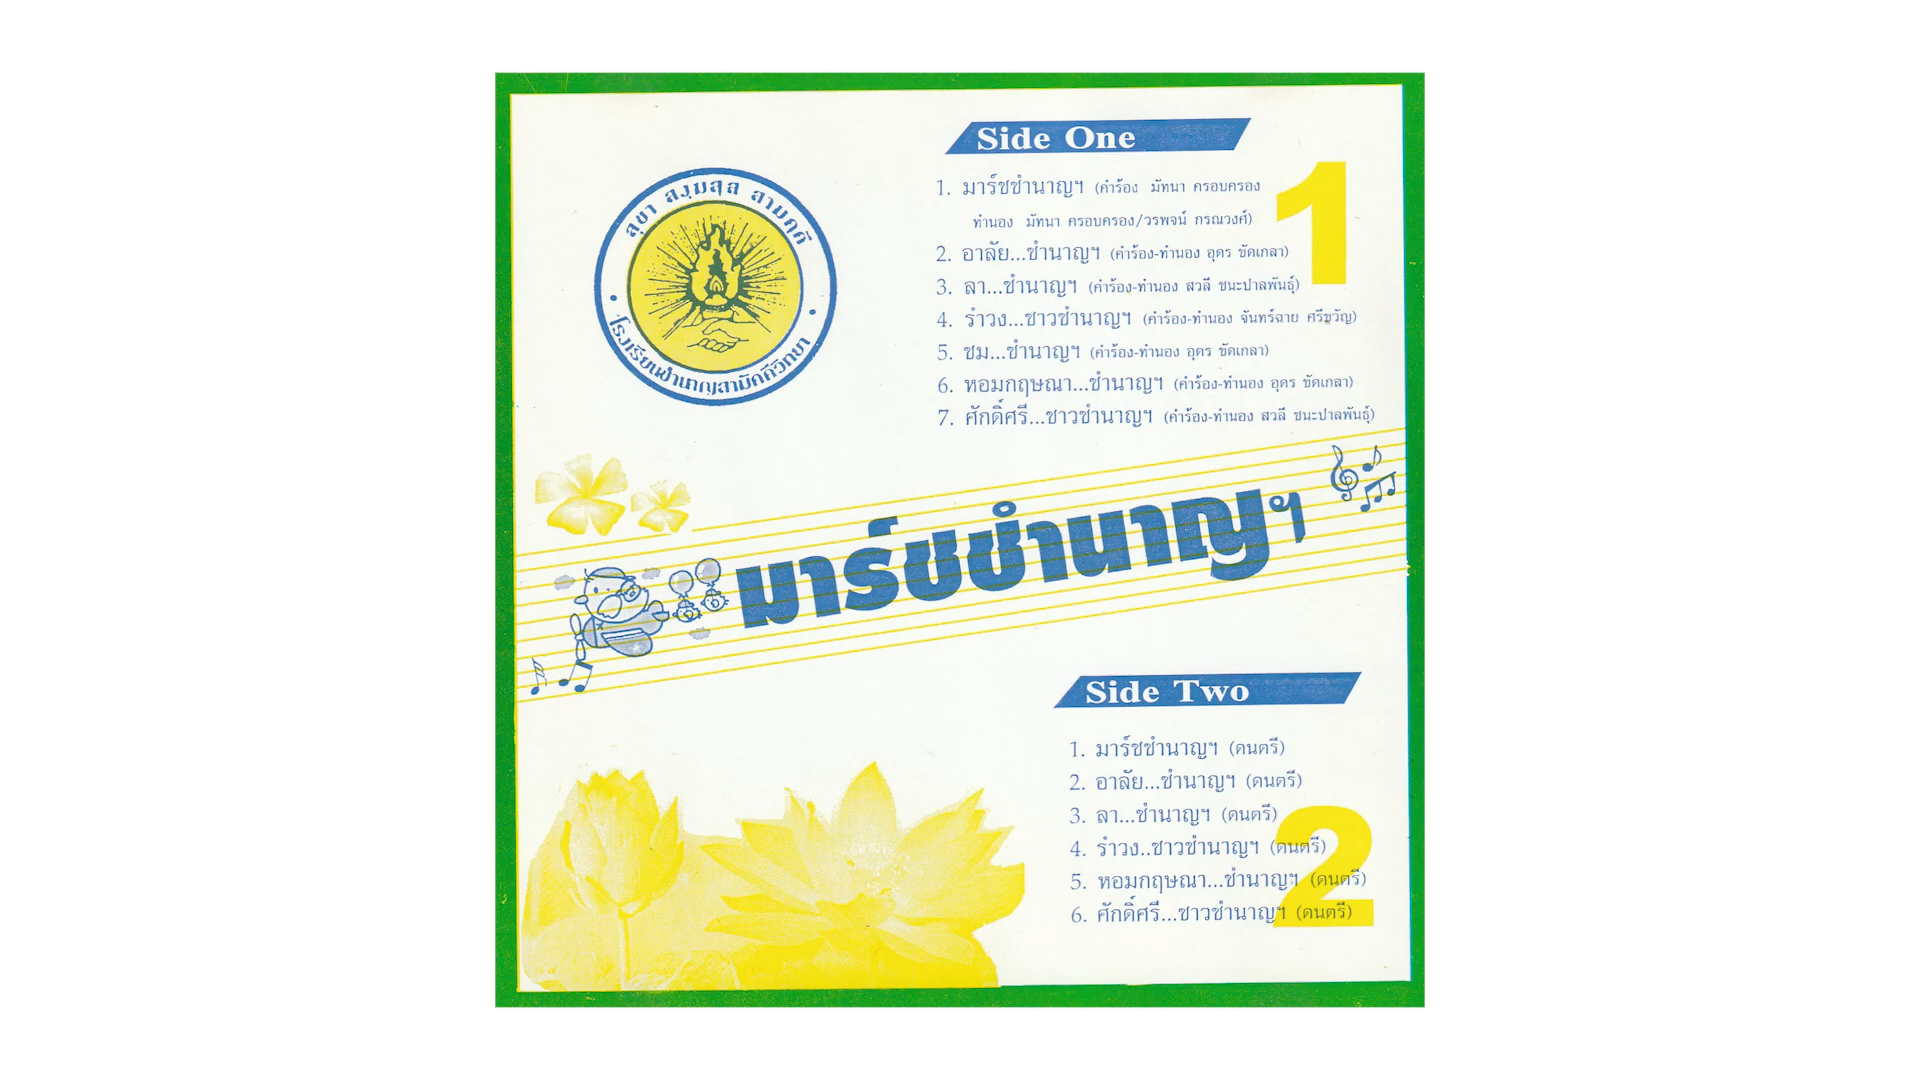 สุขา สงฺฆสฺส สามคฺคี
โรงเรียนชำนาญสามัคคีวิทยา
Side One
1
1. มาร์ชชำนาญฯ (คำร้อง มัทนา ครอบครอง
ทำนอง มัทนา ครอบครอง/วรพจน์ กรณวงศ์)
2. อาลัย...ชำนาญฯ (คำร้อง-ทำนอง อุดร ขัดเกลา)
3. ลา...ชำนาญฯ (คำร้อง-ทำนอง สวลี ชนะปาลพันธุ์)
4. รำวง...ชาวชำนาญฯ (คำร้อง-ทำนอง จันทร์ฉาย ศรีขวัญ)
5. ชม...ชำนาญฯ (คำร้อง-ทำนอง อุดร ขัดเกลา)
6. หอมกฤษณา...ชำนาญฯ (คำร้อง-ทำนอง อุดร ขัดเกลา)
7. ศักดิ์ศรี...ชาวชำนาญฯ (คำร้อง-ทำนอง สวลี ชนะปาลพันธุ์)
มาร์ชชำนาญฯ
Side Two
2
1. มาร์ชชำนาญฯ (ดนตรี)
2. อาลัย...ชำนาญฯ (ดนตรี)
3. ลา...ชำนาญฯ (ดนตรี)
4. รำวง..ชาวชำนาญฯ (ดนตรี)
5. หอมกฤษณา...ชำนาญฯ (ดนตรี)
6. ศักดิ์ศรี...ชาวชำนาญฯ (ดนตรี)